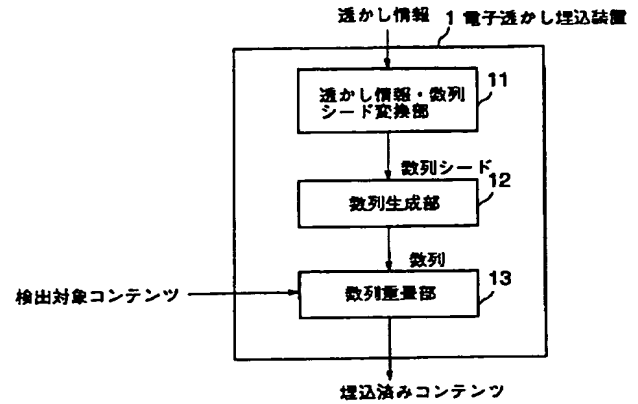 透かし情報
1 電子透かし埋込装置
11
透かし情報・数列
シード変換部
数列シード
12
数列生成部
数列
13
検出対象コンテンツ
数列重畳部
埋込済みコンテンツ